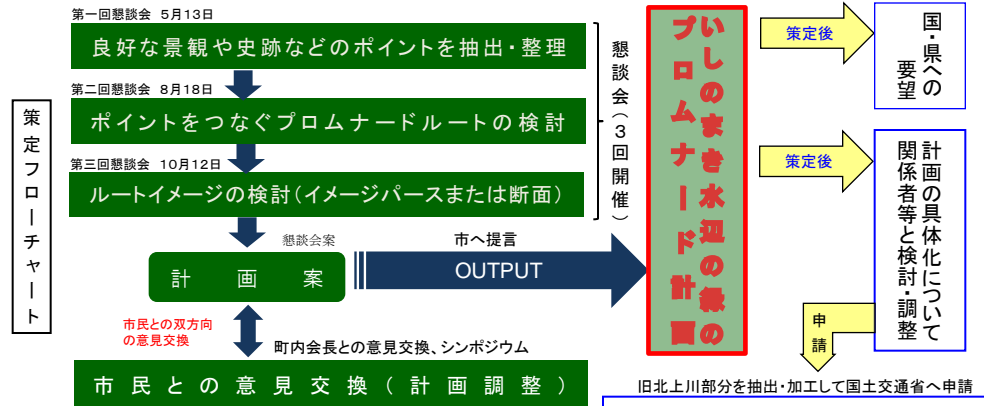 策定フローチャート
第一回懇談会 5月13日
良好な景観や史跡などのポイントを抽出・整理
第二回懇談会 8月18日
ポイントをつなぐプロムナードルートの検討
第三回懇談会 10月12日
ルートイメージの検討(イメージパースまたは断面)
懇談会(3回開催)
懇談会案
計画案
市へ提言
OUTPUT
市民との双方向
の意見交換
町内会長との意見交換、シンポジウム
市民との意見交換(計画調整)
いしのまき水辺の緑の
プロムナード計画
策定後
国・県への
要望
策定後
計画の具体化について
関係者等と検討・調整
申請
旧北上川部分を抽出・加工して国土交通省へ申請